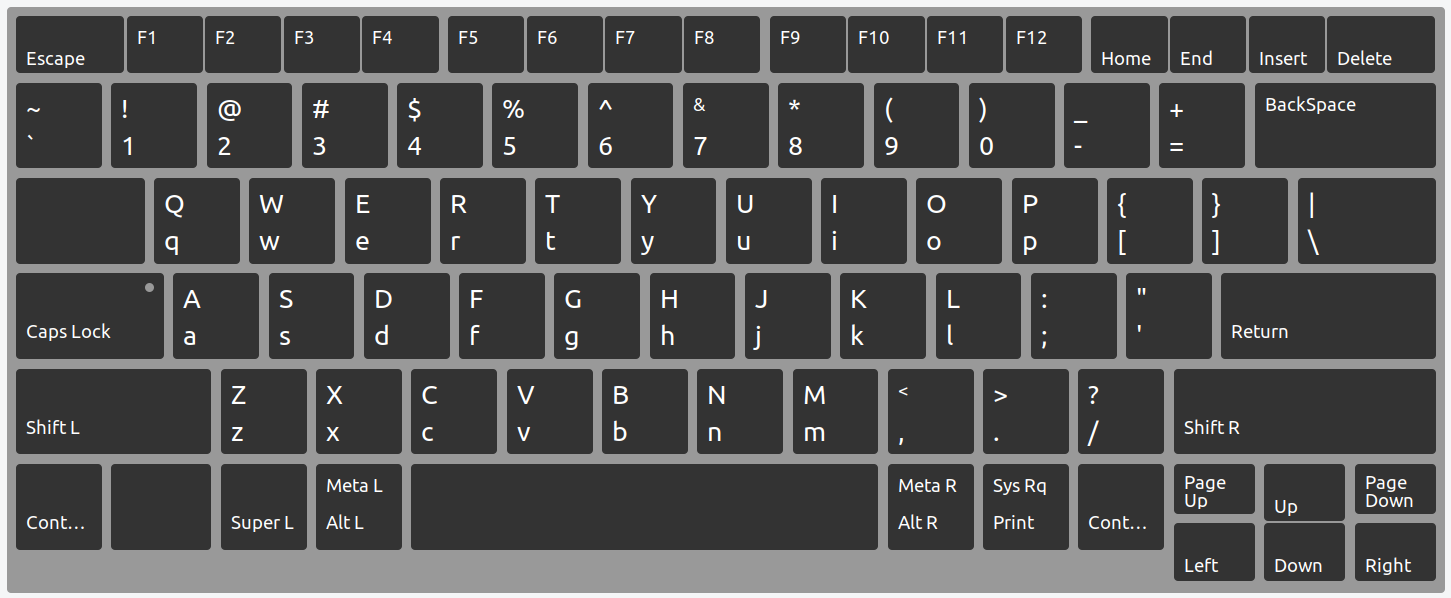 Escape F1 F2 F3 F4 F5 F6 F7 F8 F9 F10 F11 F12 Home End Insert Delete
~ ! @ # $ % ^ & * ( ) _ + BackSpace
` 1 2 3 4 5 6 7 8 9 0 - =
Q W E R T Y U I O P { } |
q w e r t y u i o p [ ] \
A S D F G H J K L : "
Caps Lock a s d f g h j k l ; ' Return
Z X C V B N M < > ?
Shift L z x c v b n m , . / Shift R
Meta L Meta R Sys Rq Page Up Page Down
Cont... Super L Alt L Alt R Print Cont... Up
Left Down Right